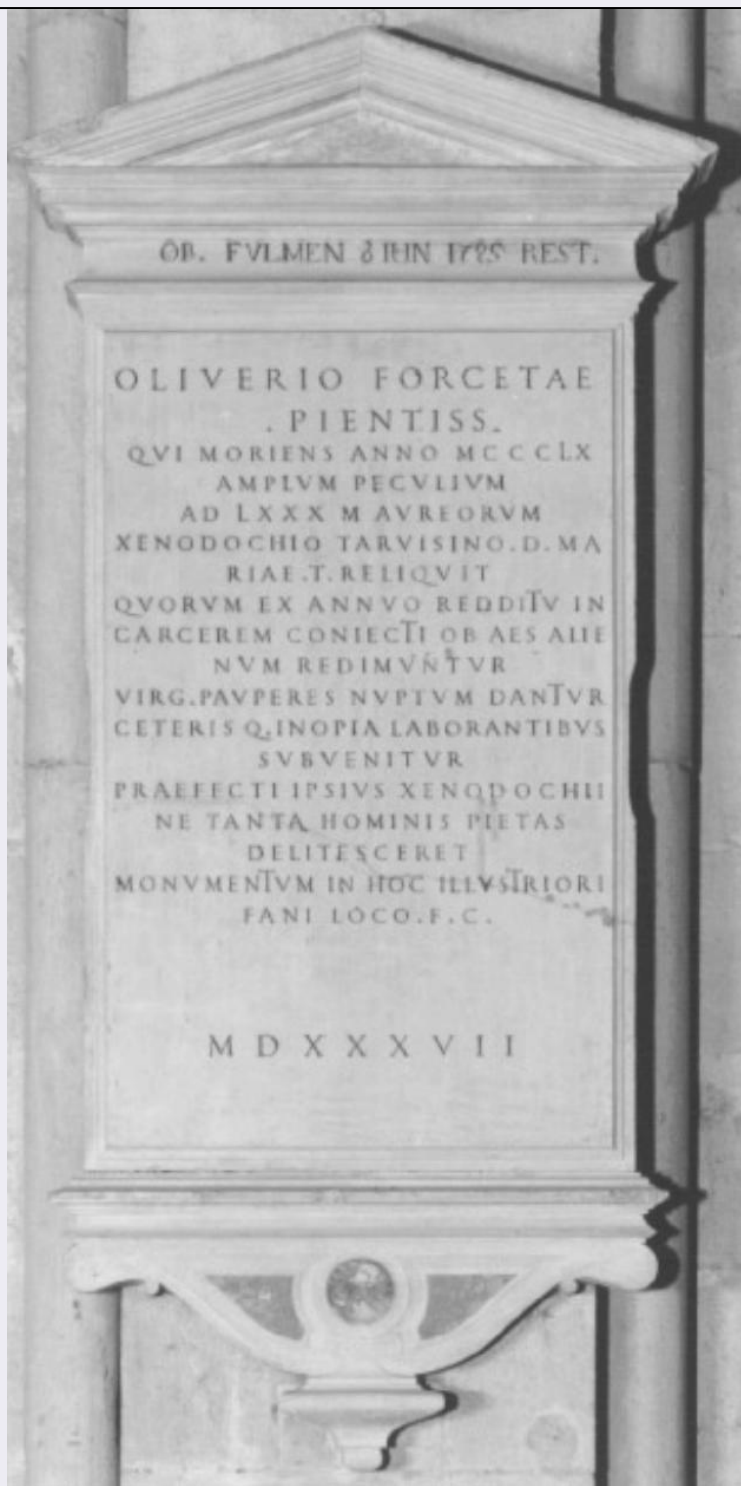 OB. FVLMEN 8 IUN 1795 REST.
OLIVERIO FORCETAE
. PIENTISS.
QVI MORIENS ANNO MCCCLX
AMPLVM PECVLIVM
AD LXXX M AVREORVM
XENODOCHIO TARVISINO . D . MA
RIAE . T . RELIQVIT
QVORVM EX ANNVO REDDITV IN
CARCEREM CONIECTI OB AES ALIE
NVM REDIMVNTVR
VIRG . PAVPERES NVPTVM DANTVR
CETERIS Q . INOPIA LABORANTIBVS
SVBVENITVR
PRAEFECTI IPSIVS XENODOCHII
NE TANTA HOMINIS PIETAS
DELITESCERET
MONVMENTVM IN HOC ILLVSTRIORI
FANI LOCO . F . C .
MDXXXVII